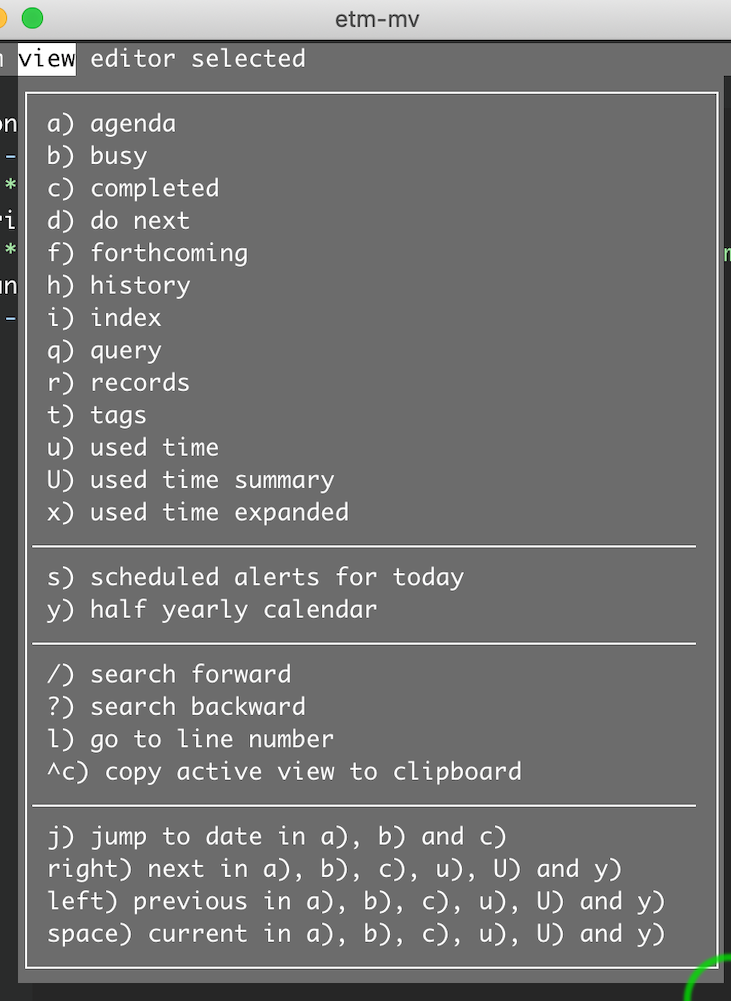 etm-mv
view editor selected
a) agenda
b) busy
c) completed
d) do next
f) forthcoming
h) history
i) index
q) query
r) records
t) tags
u) used time
U) used time summary
x) used time expanded
s) scheduled alerts for today
y) half yearly calendar
/) search forward
?) search backward
l) go to line number
^c) copy active view to clipboard
j) jump to date in a), b) and c)
right) next in a), b), c), u), U) and y)
left) previous in a), b), c), u), U) and y)
space) current in a), b), c), u), U) and y)